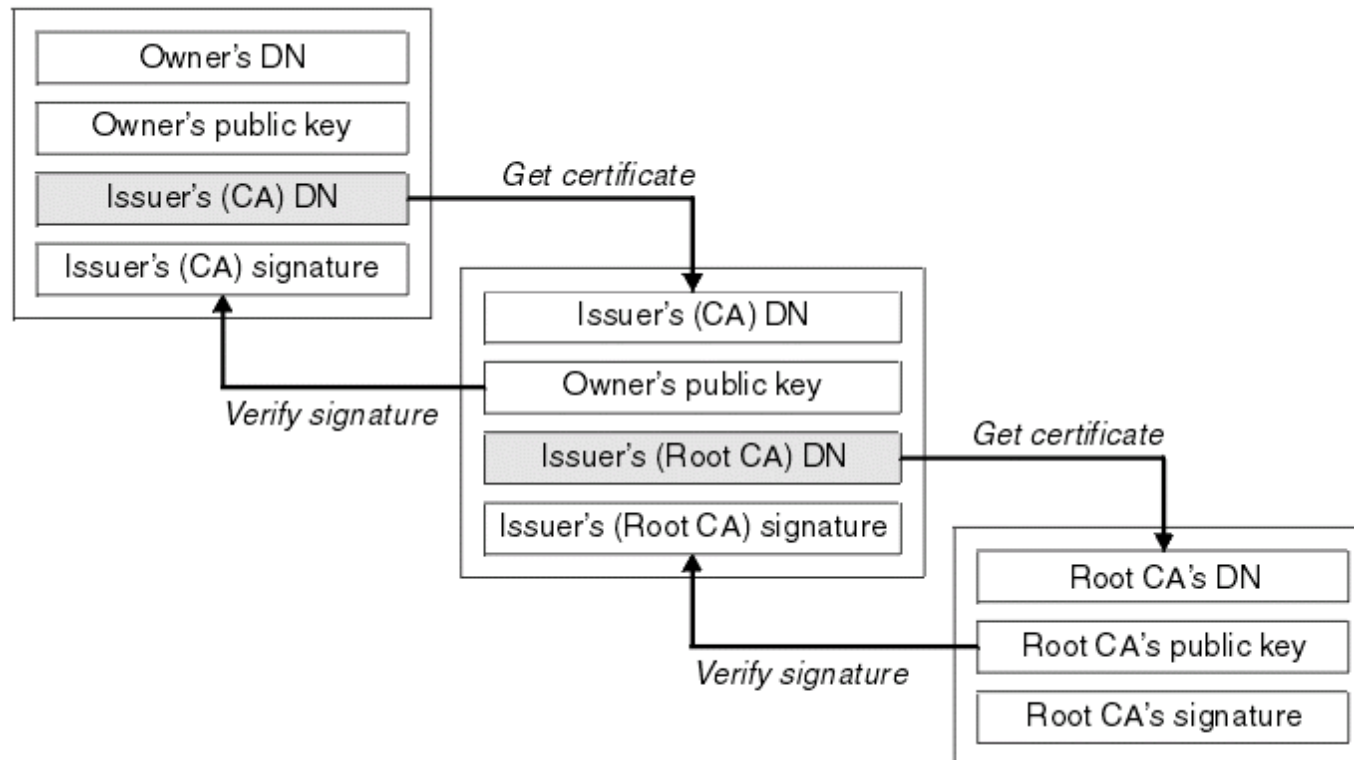 Owner's DN
Owner's public key
Issuer's (CA) DN
Issuer's (CA) signature
Get certificate
Verify signature
Issuer's (CA) DN
Owner's public key
Issuer's (Root CA) DN
Issuer's (Root CA) signature
Get certificate
Verify signature
Root CA's DN
Root CA's public key
Root CA's signature